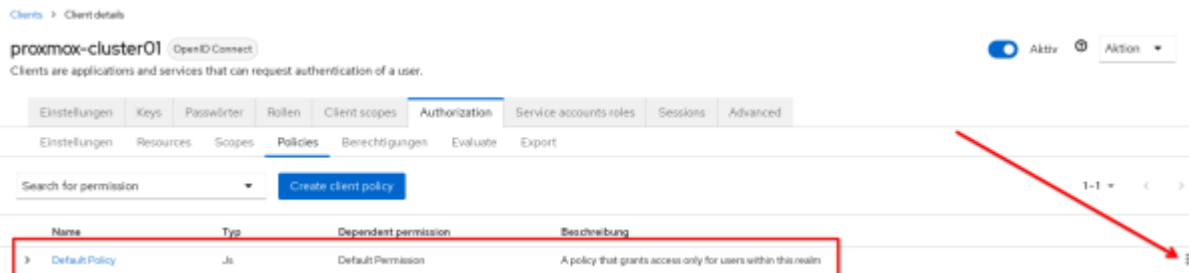 Clients > Client details
proxmox-cluster01 OpenID Connect Aktiv Aktion
Clients are applications and services that can request authentication of a user.
Einstellungen Keys Passwörter Rollen Client scopes Authorization Service accounts roles Sessions Advanced
Einstellungen Resources Scopes Policies Berechtigungen Evaluate Export
Search for permission Create client policy 1-1
Name Typ Dependent permission Beschreibung
Default Policy Js Default Permission A policy that grants access only for users within this realm